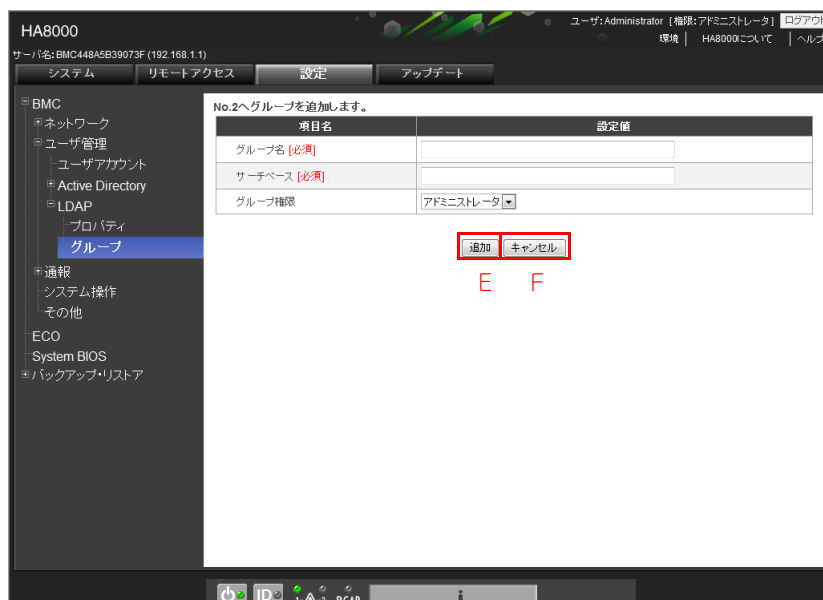 HA8000
ユーザ:Administrator [権限:アドミニストレータ] ログアウト
環境 | HA8000について | ヘルプ
サーバ名:BMC448A5B39073F (192.168.1.1)
システム リモートアクセス 設定 アップデート
BMC
ネットワーク
ユーザ管理
ユーザアカウント
Active Directory
LDAP
プロパティ
グループ
通報
システム操作
その他
ECO
System BIOS
バックアップ・リストア
No.2へグループを追加します。
項目名 設定値
グループ名 [必須]
サーチベース [必須]
グループ権限 アドミニストレータ
追加 キャンセル
E F
ID